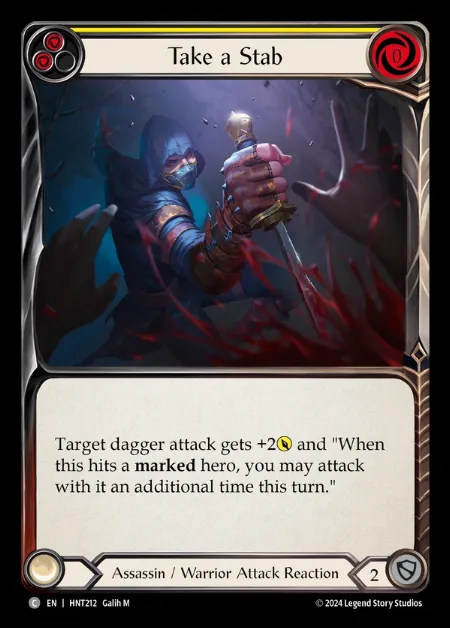 Take a Stab
0
Target dagger attack gets +2 and "When
this hits a marked hero, you may attack
with it an additional time this turn."
Assassin / Warrior Attack Reaction
2
C EN | HNT212 Galih M
© 2024 Legend Story Studios